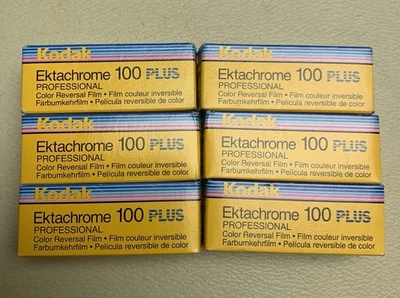 Kodak
Ektachrome 100 PLUS
PROFESSIONAL
Color Reversal Film • Film couleur inversible
Farbumkehrfilm • Película reversible de color
Kodak
Ektachrome 100 PLUS
PROFESSIONAL
Color Reversal Film • Film couleur inversible
Farbumkehrfilm • Película reversible de color
Kodak
Ektachrome 100 PLUS
PROFESSIONAL
Color Reversal Film • Film couleur inversible
Farbumkehrfilm • Película reversible de color
Kodak
Ektachrome 100 PLUS
PROFESSIONAL
Color Reversal Film • Film couleur inversible
Farbumkehrfilm • Película reversible de color
Kodak
Ektachrome 100 PLUS
PROFESSIONAL
Color Reversal Film • Film couleur inversible
Farbumkehrfilm • Película reversible de color
Kodak
Ektachrome 100 PLUS
PROFESSIONAL
Color Reversal Film • Film couleur inversible
Farbumkehrfilm • Película reversible de color